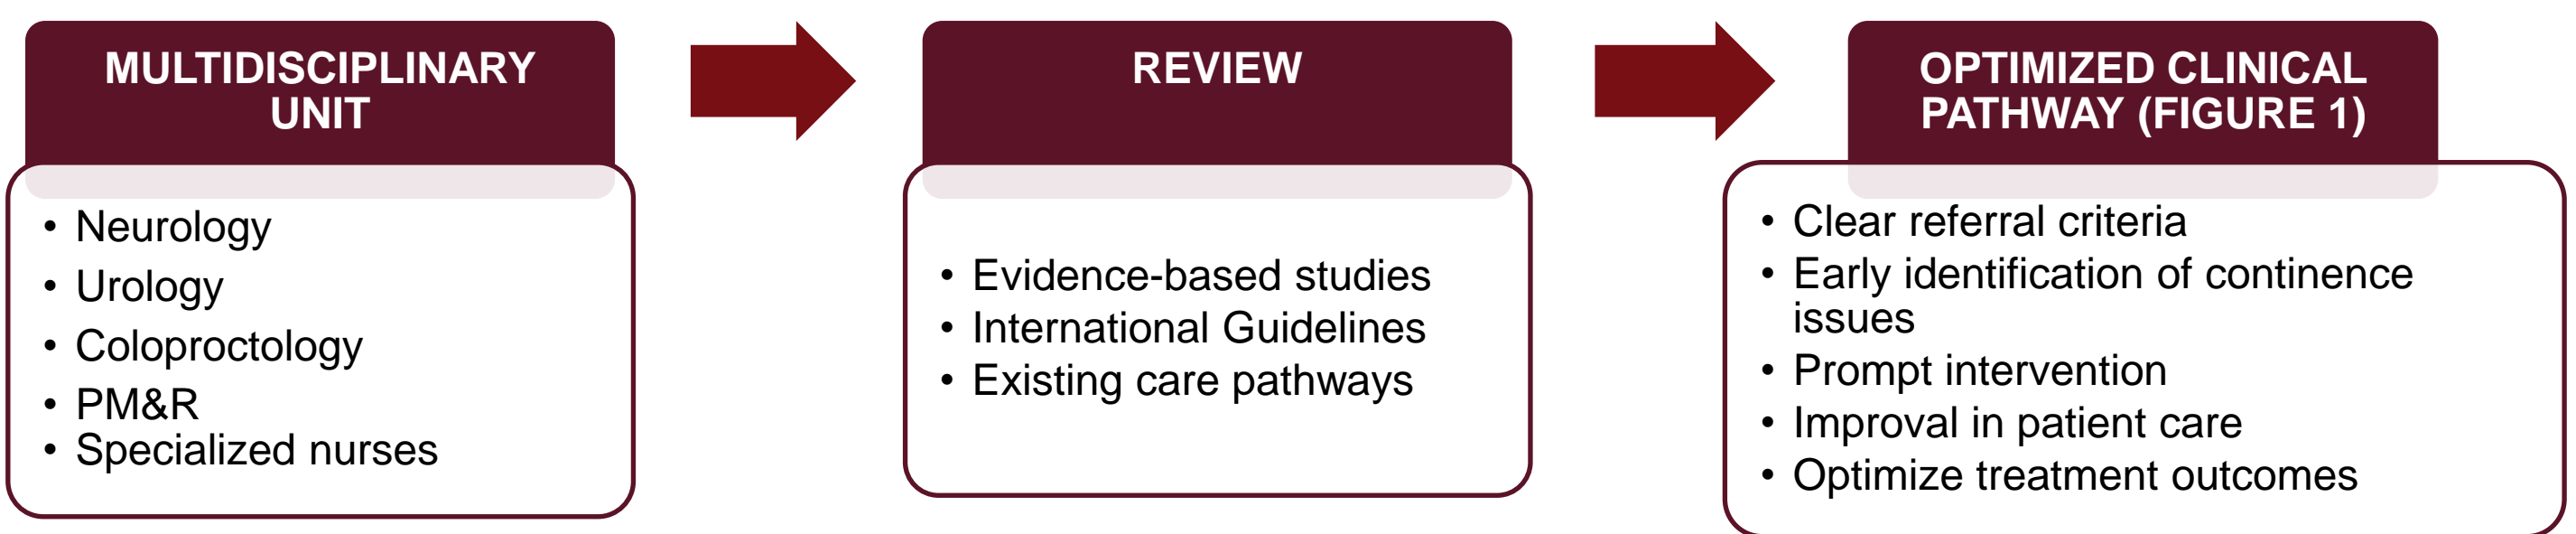 MULTIDISCIPLINARY
UNIT
• Neurology
• Urology
• Coloproctology
• PM&R
• Specialized nurses
REVIEW
• Evidence-based studies
• International Guidelines
• Existing care pathways
OPTIMIZED CLINICAL
PATHWAY (FIGURE 1)
• Clear referral criteria
• Early identification of continence
issues
• Prompt intervention
• Improval in patient care
• Optimize treatment outcomes